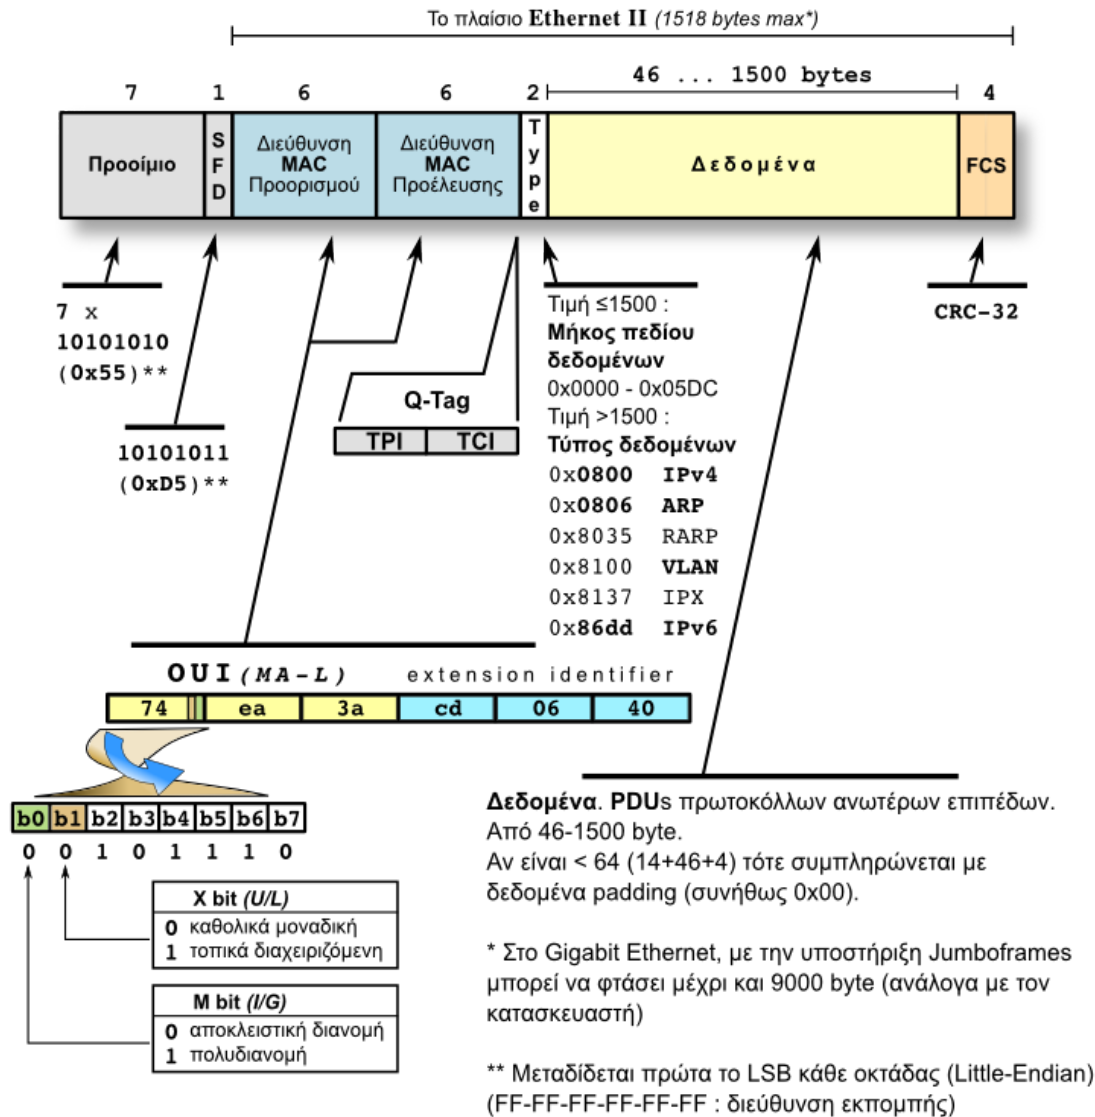 Το πλαίσιο Ethernet II (1518 bytes max*)
46 ... 1500 bytes
7 1 6 6 2 4
Προοίμιο
SFD
Διεύθυνση
MAC
Προορισμού
Διεύθυνση
MAC
Προέλευσης
Type
Δεδομένα
FCS
7 x
10101010
(0x55)**
10101011
(0xD5)**
Q-Tag
TPI TCI
Τιμή ≤1500 :
Μήκος πεδίου
δεδομένων
0x0000 - 0x05DC
Τιμή >1500 :
Τύπος δεδομένων
0x0800 IPv4
0x0806 ARP
0x8035 RARP
0x8100 VLAN
0x8137 IPX
0x86dd IPv6
CRC-32
OUI (MA-L) extension identifier
74 ea 3a cd 06 40
b0 b1 b2 b3 b4 b5 b6 b7
0 0 1 0 1 1 1 0
X bit (U/L)
0 καθολικά μοναδική
1 τοπικά διαχειριζόμενη
M bit (I/G)
0 αποκλειστική διανομή
1 πολυδιανομή
Δεδομένα. PDUs πρωτοκόλλων ανωτέρων επιπέδων.
Από 46-1500 byte.
Αν είναι < 64 (14+46+4) τότε συμπληρώνεται με
δεδομένα padding (συνήθως 0x00).
* Στο Gigabit Ethernet, με την υποστήριξη Jumboframes
μπορεί να φτάσει μέχρι και 9000 byte (ανάλογα με τον
κατασκευαστή)
** Μεταδίδεται πρώτα το LSB κάθε οκτάδας (Little-Endian)
(FF-FF-FF-FF-FF-FF : διεύθυνση εκπομπής)